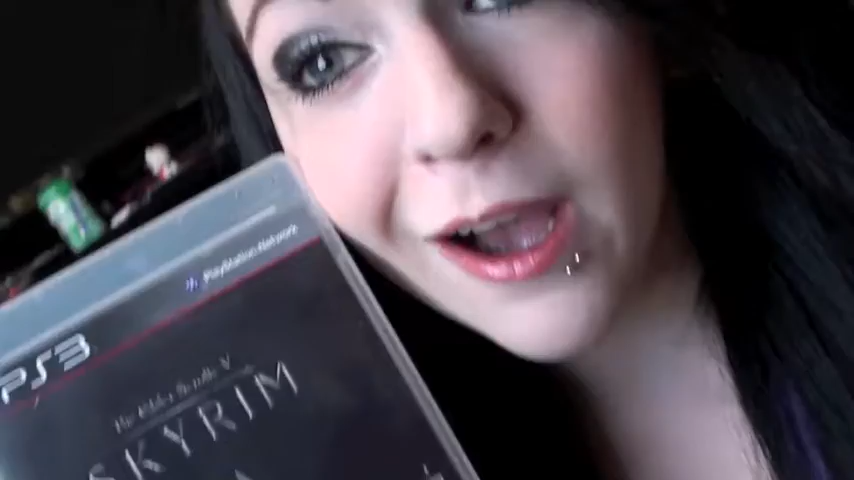 PlayStation Network
PS3
The Elder Scrolls V
SKYRIM